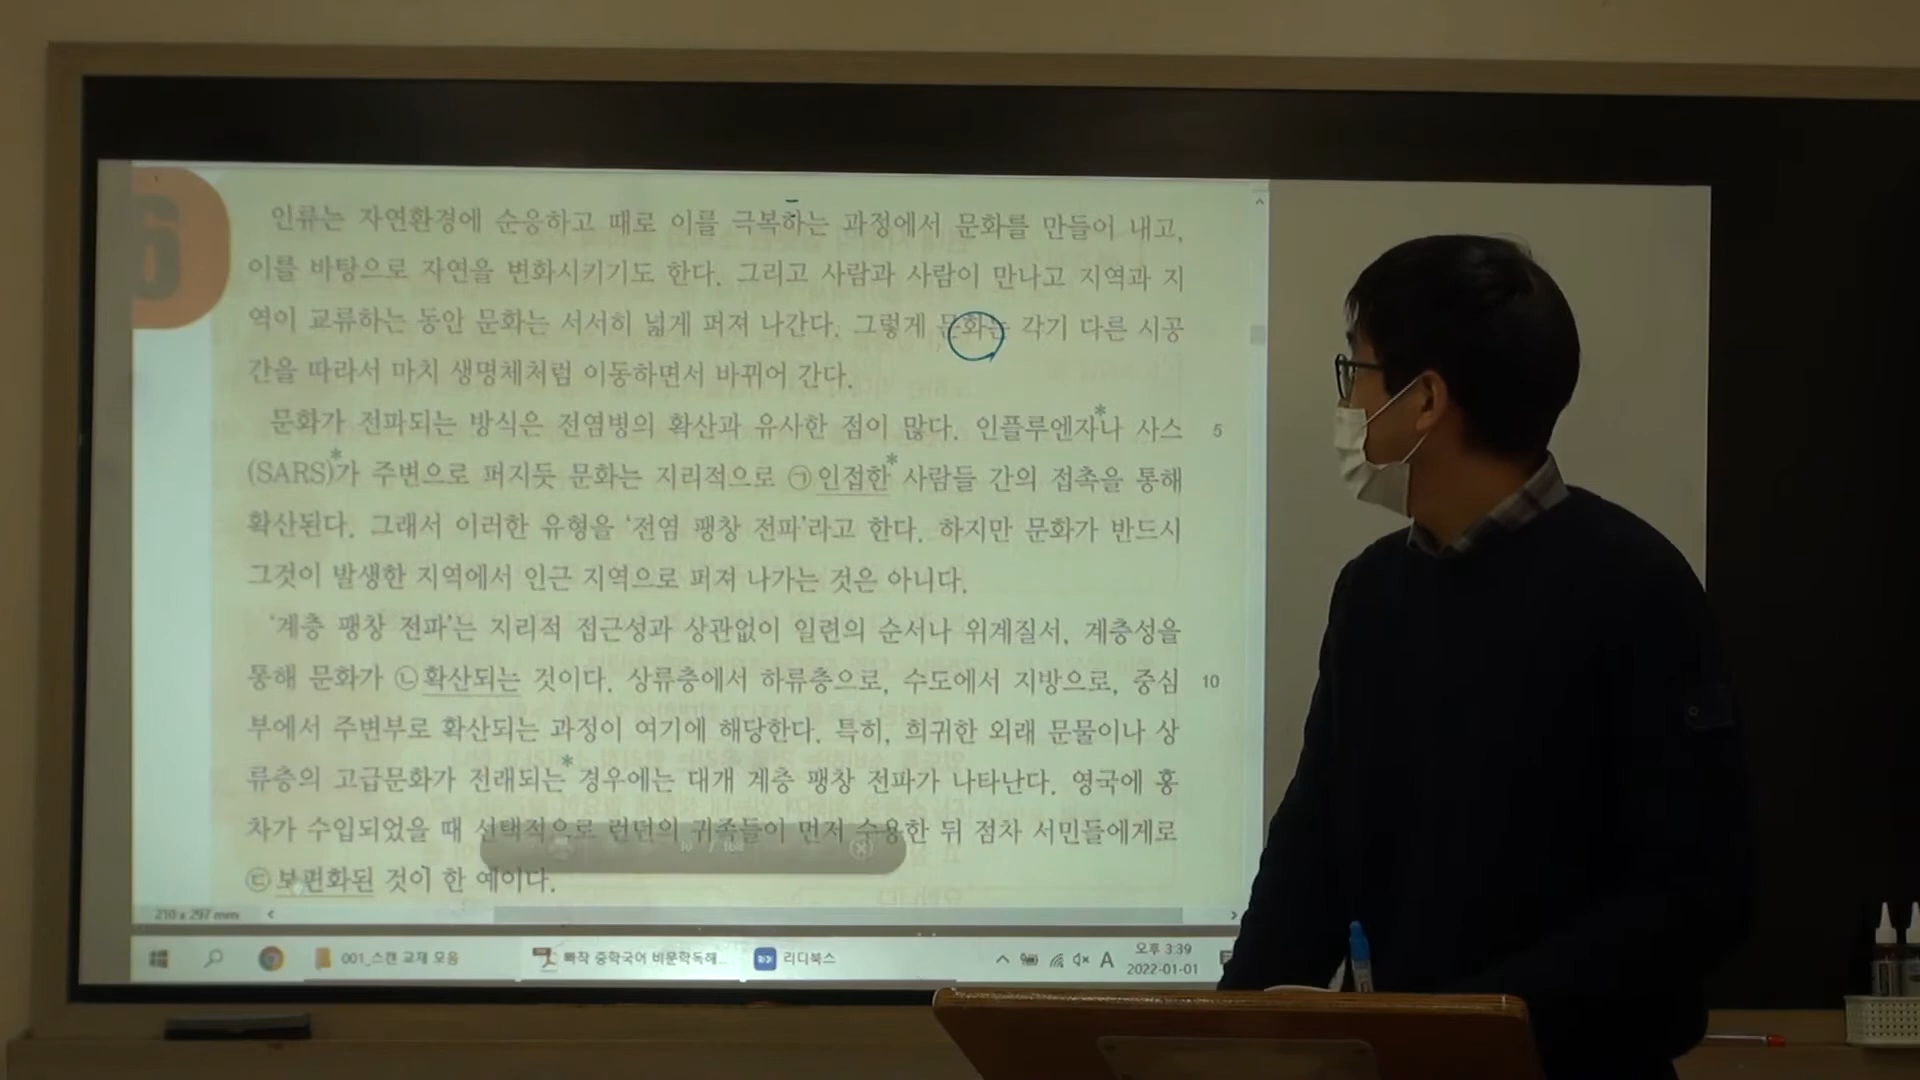 6
인류는 자연환경에 순응하고 때로 이를 극복하는 과정에서 문화를 만들어 내고,
이를 바탕으로 자연을 변화시키기도 한다. 그리고 사람과 사람이 만나고 지역과 지
역이 교류하는 동안 문화는 서서히 넓게 퍼져 나간다. 그렇게 문화는 각기 다른 시공
간을 따라서 마치 생명체처럼 이동하면서 바뀌어 간다.
문화가 전파되는 방식은 전염병의 확산과 유사한 점이 많다. 인플루엔자*나 사스 5
(SARS)*가 주변으로 퍼지듯 문화는 지리적으로 ㉠인접한* 사람들 간의 접촉을 통해
확산된다. 그래서 이러한 유형을 ‘전염 팽창 전파’라고 한다. 하지만 문화가 반드시
그것이 발생한 지역에서 인근 지역으로 퍼져 나가는 것은 아니다.
‘계층 팽창 전파’는 지리적 접근성과 상관없이 일련의 순서나 위계질서, 계층성을
통해 문화가 ㉡확산되는 것이다. 상류층에서 하류층으로, 수도에서 지방으로, 중심 10
부에서 주변부로 확산되는 과정이 여기에 해당한다. 특히, 희귀한 외래 문물이나 상
류층의 고급문화가 전래되는* 경우에는 대개 계층 팽창 전파가 나타난다. 영국에 홍
차가 수입되었을 때 선택적으로 런던의 귀족들이 먼저 수용한 뒤 점차 서민들에게로
㉢보편화된 것이 한 예이다.
210 x 297 mm
001_스캔 교재 모음 빠작 중학국어 비문학독해... 리디북스 A 오후 3:39
2022-01-01